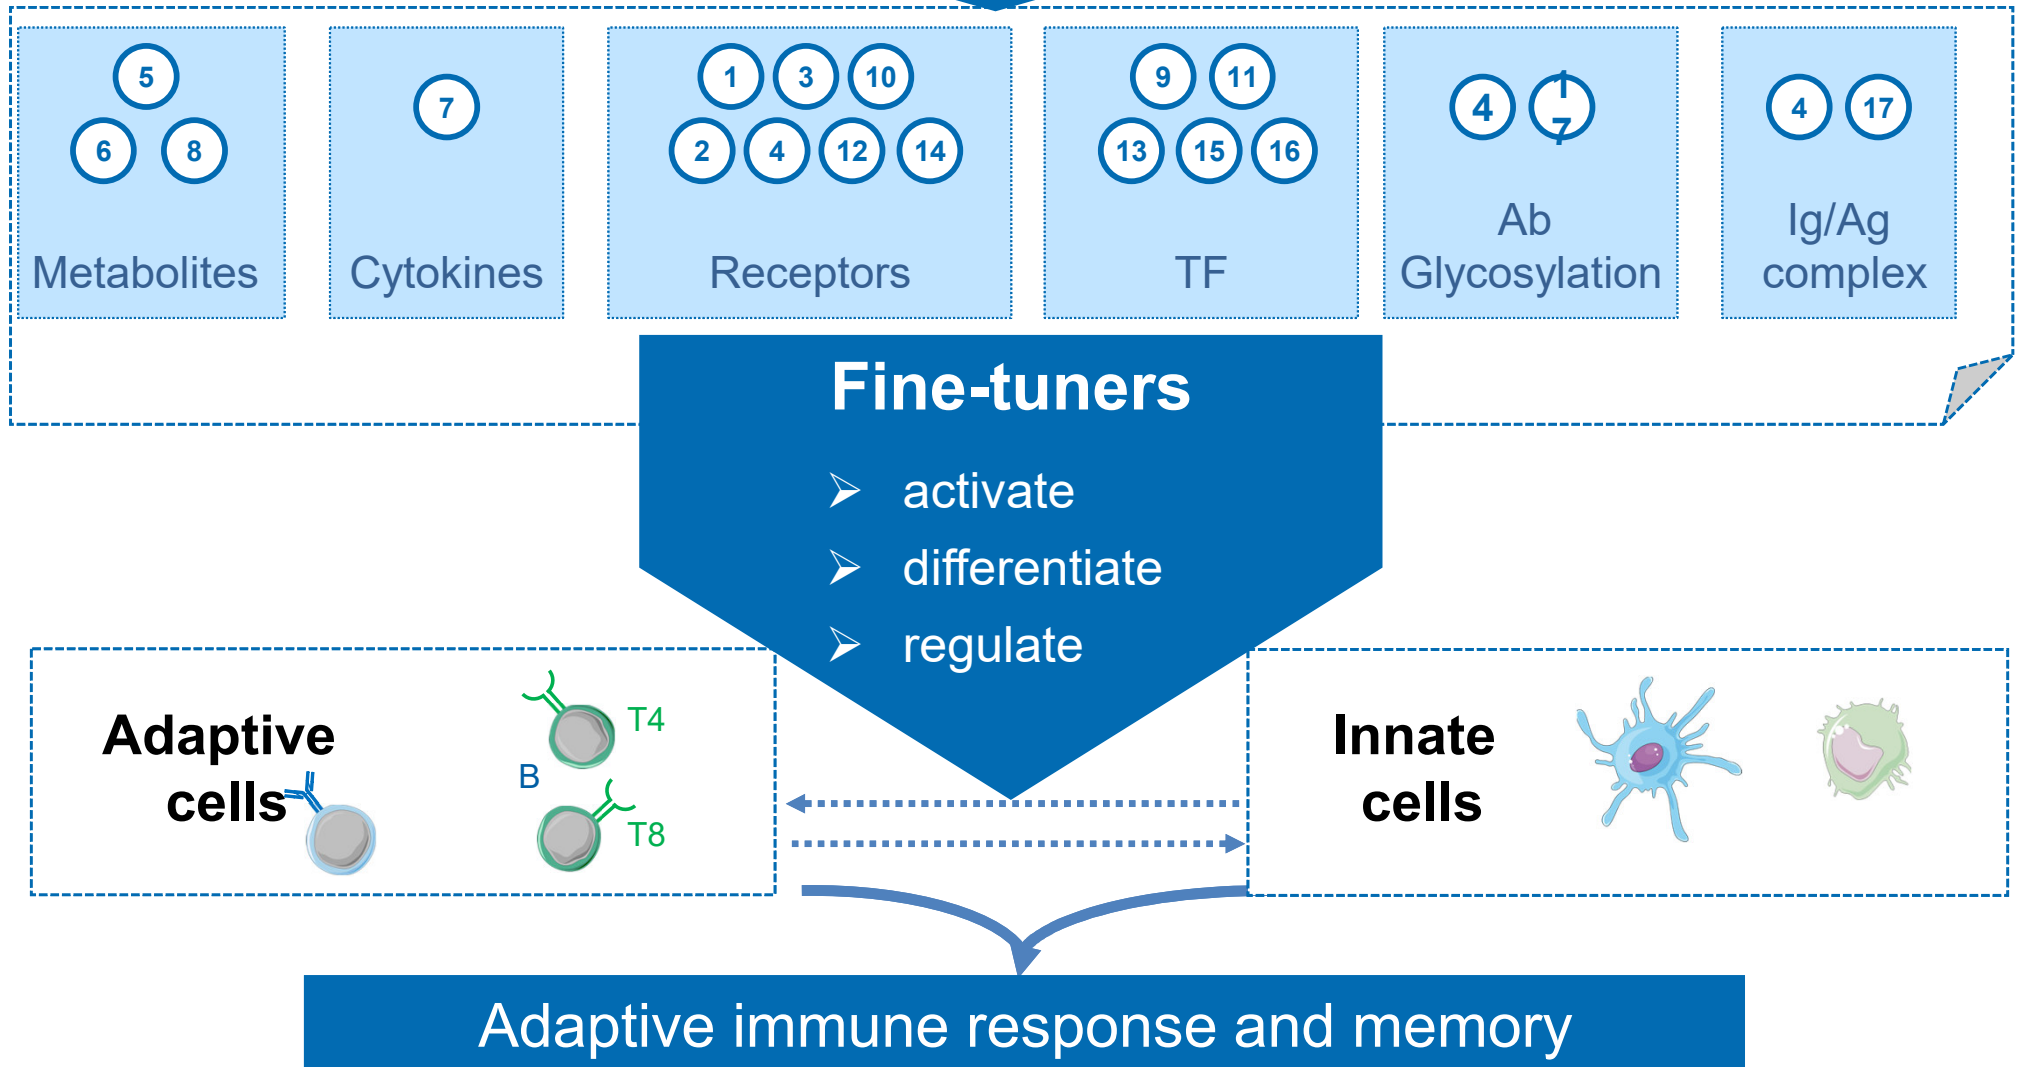 5
6 8
Metabolites
7
Cytokines
1 3 10
2 4 12 14
Receptors
9 11
13 15 16
TF
4 17
Ab
Glycosylation
4 17
Ig/Ag
complex
Fine-tuners
➢ activate
➢ differentiate
➢ regulate
Adaptive
cells
T4
B
T8
Innate
cells
Adaptive immune response and memory